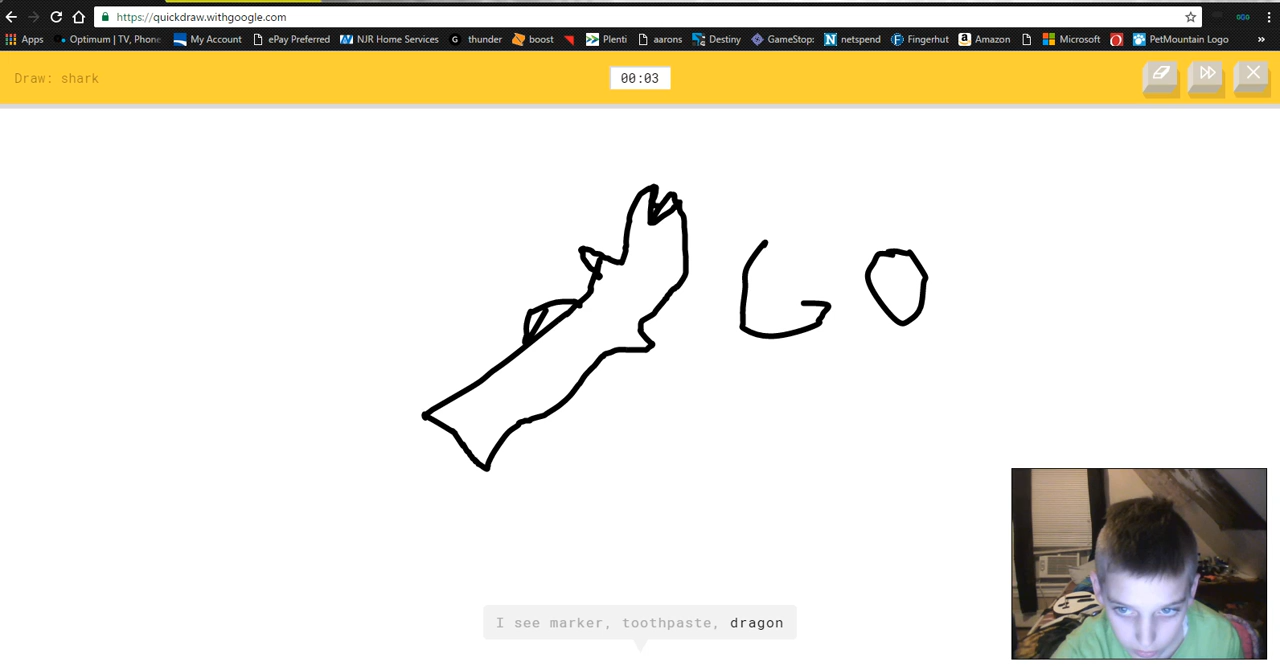 https://quickdraw.withgoogle.com
Apps Optimum | TV, Phone My Account ePay Preferred NJR Home Services G thunder boost Plenti aarons Destiny GameStop: N netspend F Fingerhut a Amazon Microsoft PetMountain Logo »
Draw: shark
00:03
GO
I see marker, toothpaste, dragon